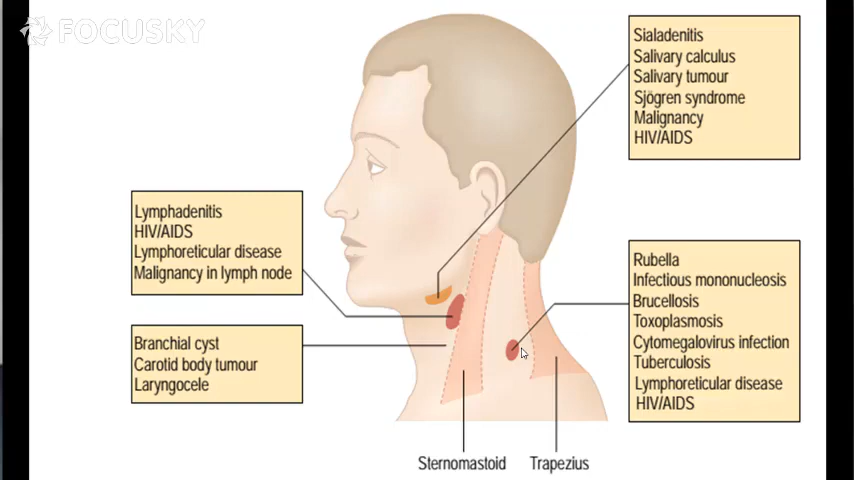 FOCUSKY
Sialadenitis
Salivary calculus
Salivary tumour
Sjögren syndrome
Malignancy
HIV/AIDS
Lymphadenitis
HIV/AIDS
Lymphoreticular disease
Malignancy in lymph node
Rubella
Infectious mononucleosis
Brucellosis
Toxoplasmosis
Cytomegalovirus infection
Tuberculosis
Lymphoreticular disease
HIV/AIDS
Branchial cyst
Carotid body tumour
Laryngocele
Sternomastoid
Trapezius